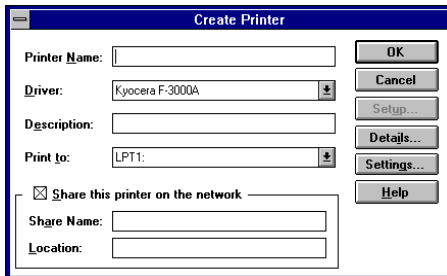 Create Printer
Printer Name:
OK
Driver: Kyocera F-3000A
Cancel
Setup...
Description:
Details...
Print to: LPT1:
Settings...
Share this printer on the network
Help
Share Name:
Location: